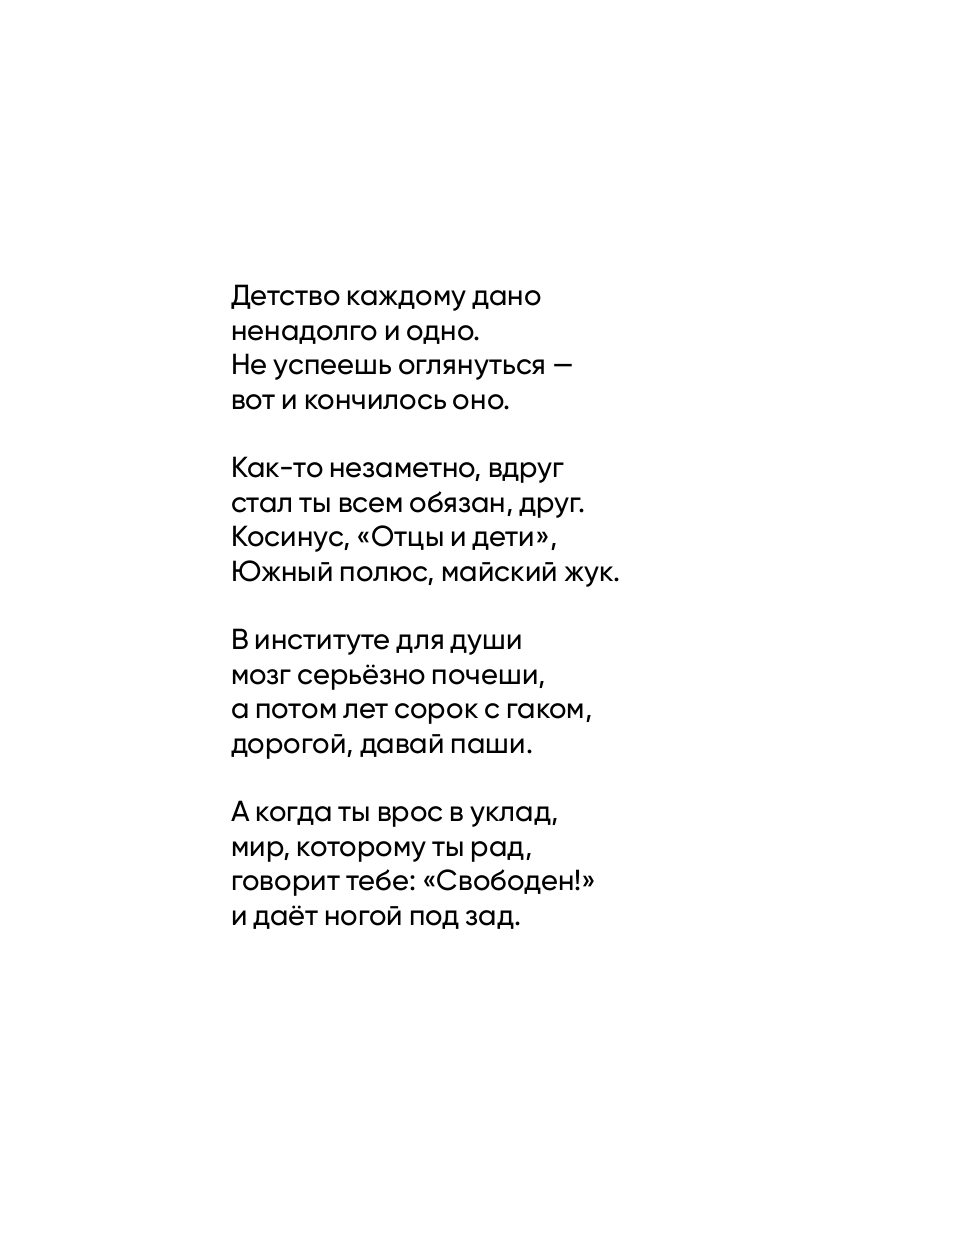 Детство каждому дано
ненадолго и одно.
Не успеешь оглянуться —
вот и кончилось оно.
Как-то незаметно, вдруг
стал ты всем обязан, друг.
Косинус, «Отцы и дети»,
Южный полюс, майский жук.
В институте для души
мозг серьёзно почеши,
а потом лет сорок с гаком,
дорогой, давай паши.
А когда ты врос в уклад,
мир, которому ты рад,
говорит тебе: «Свободен!»
и даёт ногой под зад.